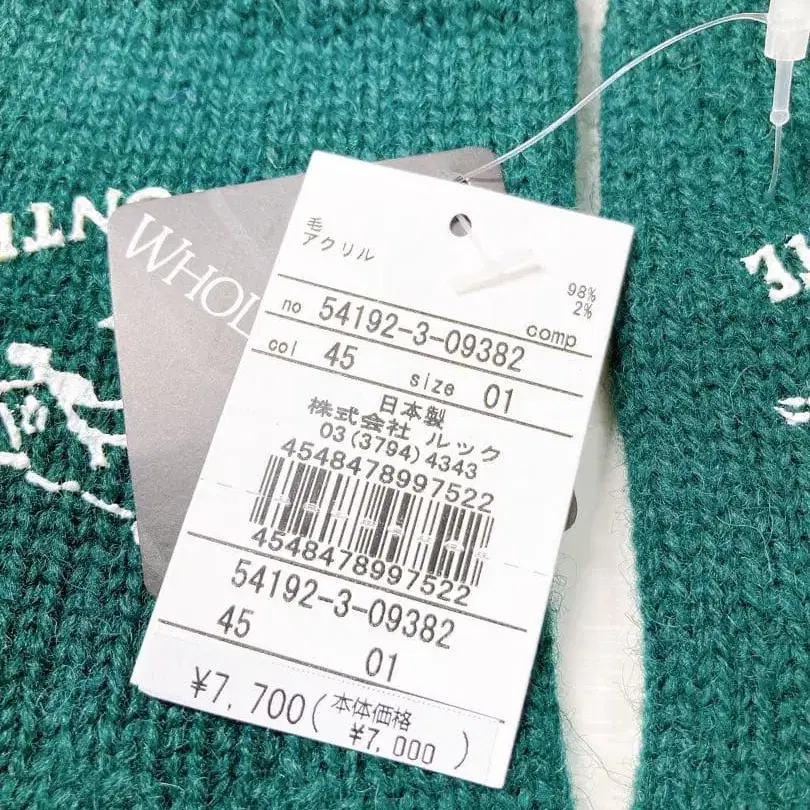 WHOL
毛
アクリル
98%
2%
no 54192-3-09382 comp
col 45 size 01
日本製
株式会社 ルック
03(3794)4343
4548478997522
4548478997522
54192-3-09382
45 01
¥7,700(本体価格
¥7,000)